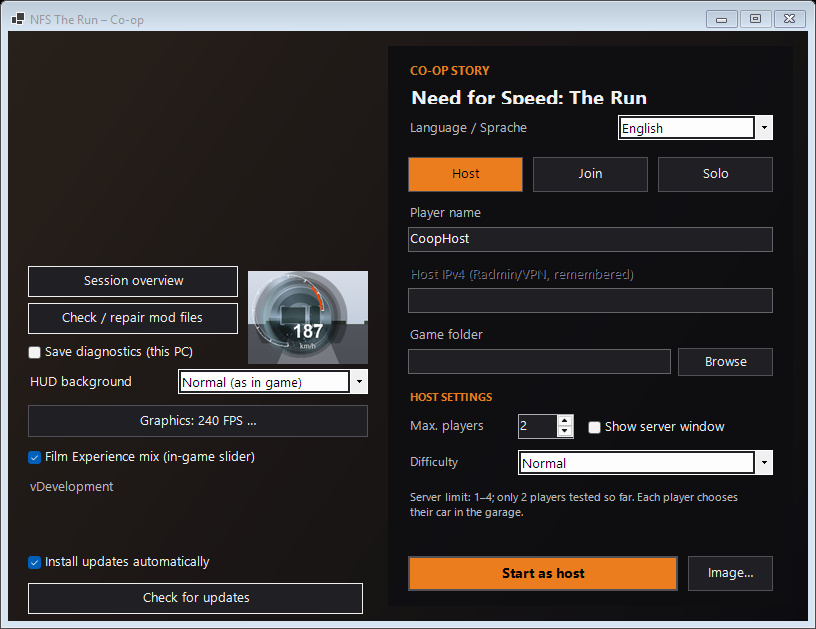 NFS The Run – Co-op
CO-OP STORY
Need for Speed: The Run
Language / Sprache
English
Host
Join
Solo
Player name
CoopHost
Host IPv4 (Radmin/VPN, remembered)
Game folder
Browse
HOST SETTINGS
Max. players
2
Show server window
Difficulty
Normal
Server limit: 1–4; only 2 players tested so far. Each player chooses
their car in the garage.
Start as host
Image...
Session overview
Check / repair mod files
187
km/h
Save diagnostics (this PC)
HUD background
Normal (as in game)
Graphics: 240 FPS ...
Film Experience mix (in-game slider)
vDevelopment
Install updates automatically
Check for updates